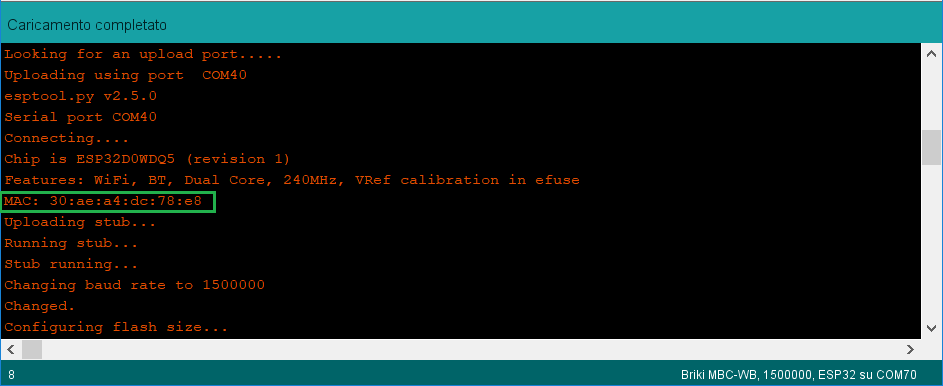 Caricamento completato
Looking for an upload port.....
Uploading using port  COM40
esptool.py v2.5.0
Serial port COM40
Connecting....
Chip is ESP32D0WDQ5 (revision 1)
Features: WiFi, BT, Dual Core, 240MHz, VRef calibration in efuse
MAC: 30:ae:a4:dc:78:e8
Uploading stub...
Running stub...
Stub running...
Changing baud rate to 1500000
Changed.
Configuring flash size...
8 Briki MBC-WB, 1500000, ESP32 su COM70